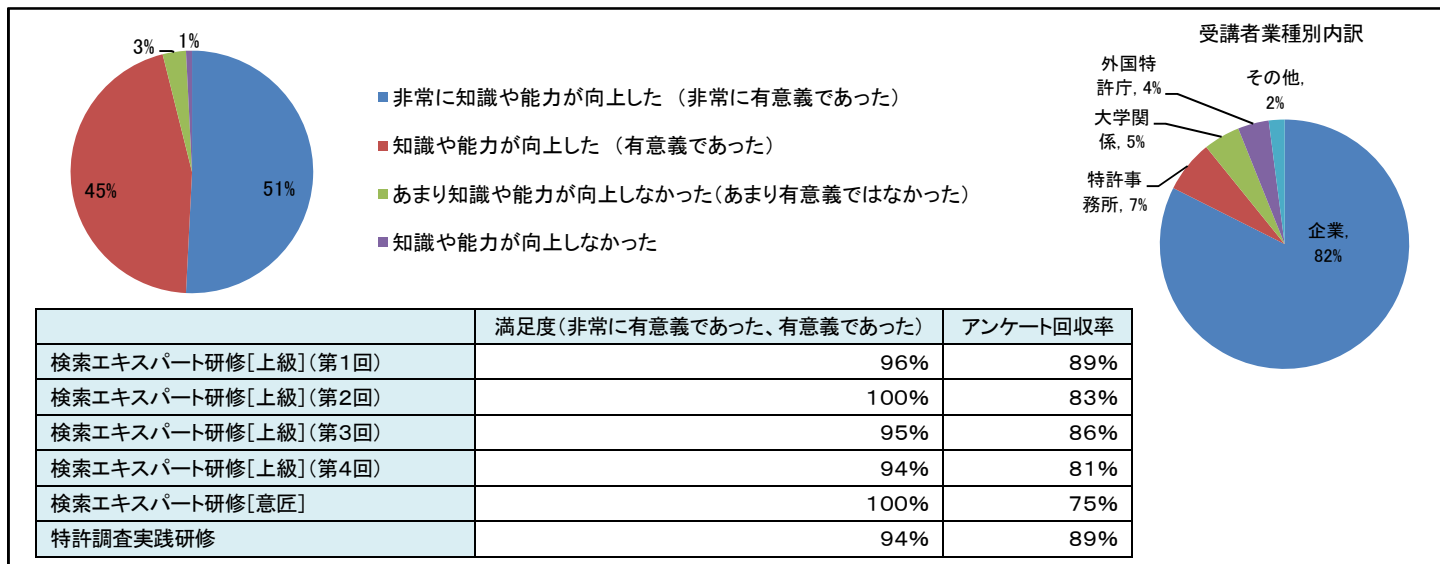 3%
1%
45%
51%
非常に知識や能力が向上した （非常に有意義であった）
知識や能力が向上した （有意義であった）
あまり知識や能力が向上しなかった（あまり有意義ではなかった）
知識や能力が向上しなかった
受講者業種別内訳
外国特
許庁, 4%
その他,
2%
大学関
係, 5%
特許事
務所, 7%
企業,
82%
満足度（非常に有意義であった、有意義であった） アンケート回収率
検索エキスパート研修［上級］（第１回） 96% 89%
検索エキスパート研修［上級］（第２回） 100% 83%
検索エキスパート研修［上級］（第３回） 95% 86%
検索エキスパート研修［上級］（第４回） 94% 81%
検索エキスパート研修［意匠］ 100% 75%
特許調査実践研修 94% 89%